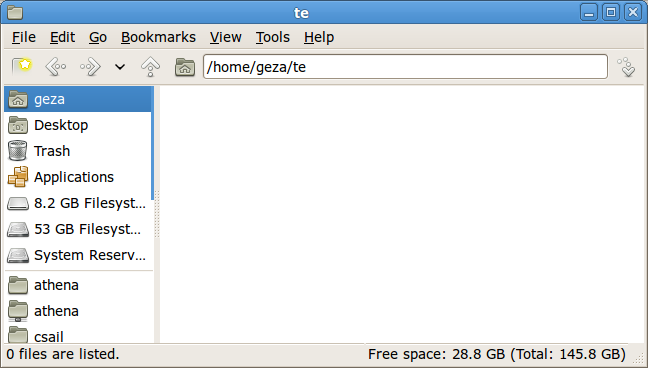 te
File Edit Go Bookmarks View Tools Help
/home/geza/te
geza
Desktop
Trash
Applications
8.2 GB Filesyst...
53 GB Filesyst...
System Reserv...
athena
athena
csail
0 files are listed.
Free space: 28.8 GB (Total: 145.8 GB)